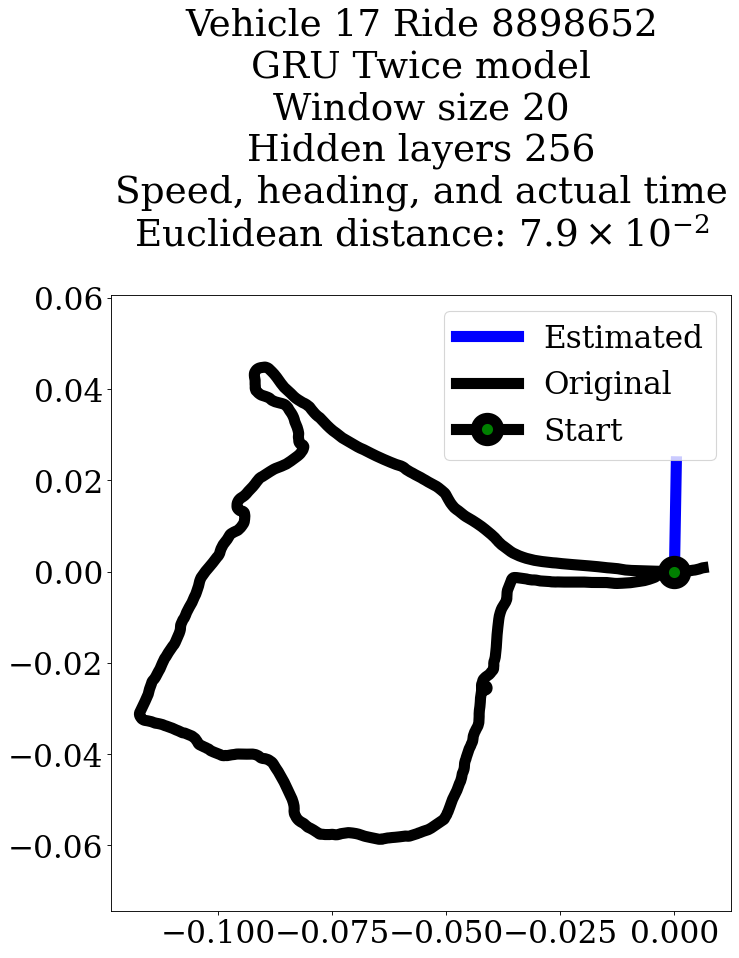 Vehicle 17 Ride 8898652
GRU Twice model
Window size 20
Hidden layers 256
Speed, heading, and actual time
Euclidean distance: 7.9 × 10⁻²
0.06
0.04
0.02
0.00
−0.02
−0.04
−0.06
Estimated
Original
Start
−0.100 −0.075 −0.050 −0.025 0.000